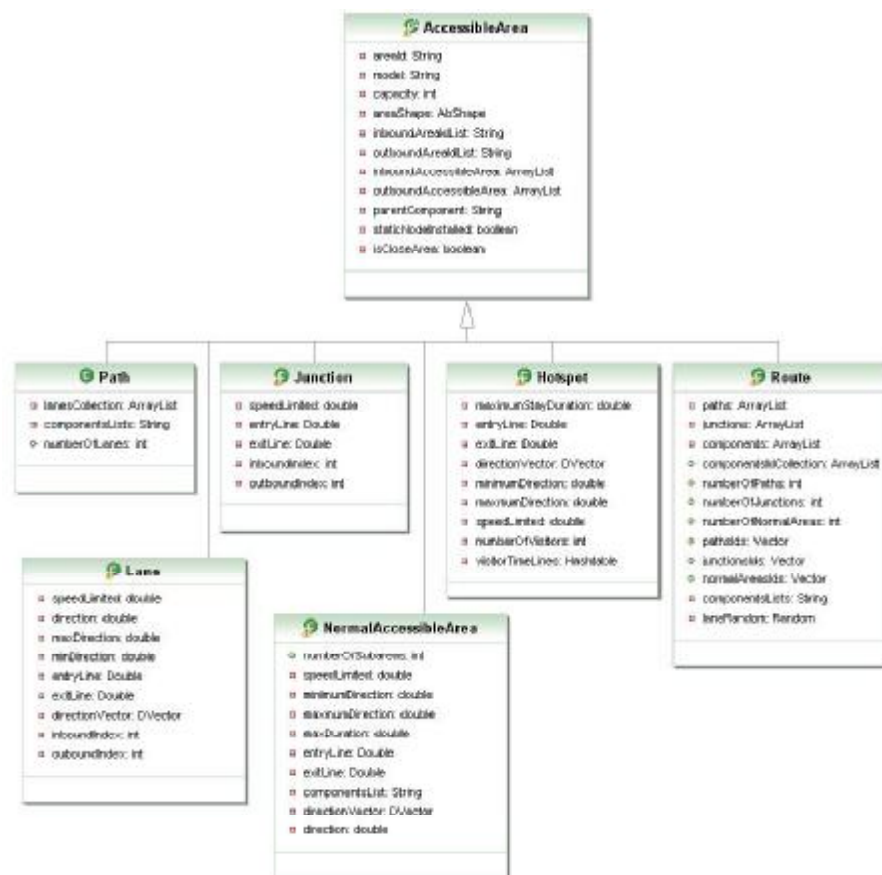 AccessibleArea
areaId: String
model: String
capacity: int
areaShape: AbShape
inboundAreaIdList: String
outboundAreaIdList: String
inboundAccessibleArea: ArrayList
outboundAccessibleArea: ArrayList
parentComponent: String
staticNodeInstalled: boolean
isCloseArea: boolean
Path
lanesCollection: ArrayList
componentsLists: String
numberOfLanes: int
Junction
speedLimited: double
entryLine: Double
exitLine: Double
inboundIndex: int
outboundIndex: int
Hotspot
maximumStayDuration: double
entryLine: Double
exitLine: Double
directionVector: DVector
minimumDirection: double
maxmumDirection: double
speedLimited: double
numberOfVisitors: int
visitorTimeLines: Hashtable
Route
paths: ArrayList
junctions: ArrayList
components: ArrayList
componentsIdCollection: ArrayList
numberOfPaths: int
numberOfJunctions: int
numberOfNormalAreas: int
pathsIds: Vector
junctionsIds: Vector
normalAreasIds: Vector
componentsLists: String
laneRandom: Random
Lane
speedLimited: double
direction: double
maxDirection: double
minDirection: double
entryLine: Double
exitLine: Double
directionVector: DVector
inboundIndex: int
ouboundIndex: int
NormalAccessibleArea
numberOfSubareas: int
speedLimited: double
minimumDirection: double
maxmumDirection: double
maxDuration: double
entryLine: Double
exitLine: Double
componentsList: String
directionVector: DVector
direction: double